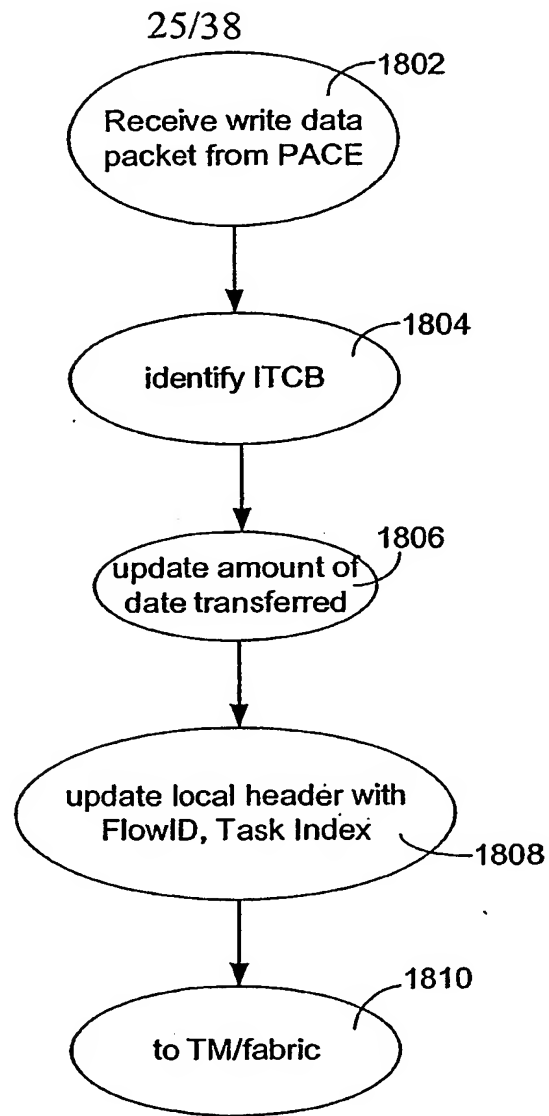 25/38
1802
Receive write data
packet from PACE
1804
identify ITCB
1806
update amount of
date transferred
update local header with
FlowID, Task Index
1808
1810
to TM/fabric